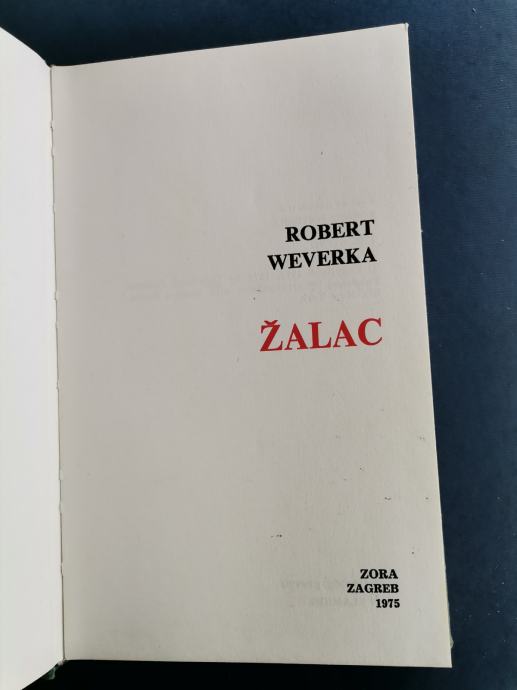 ROBERT
WEVERKA
ŽALAC
ZORA
ZAGREB
1975